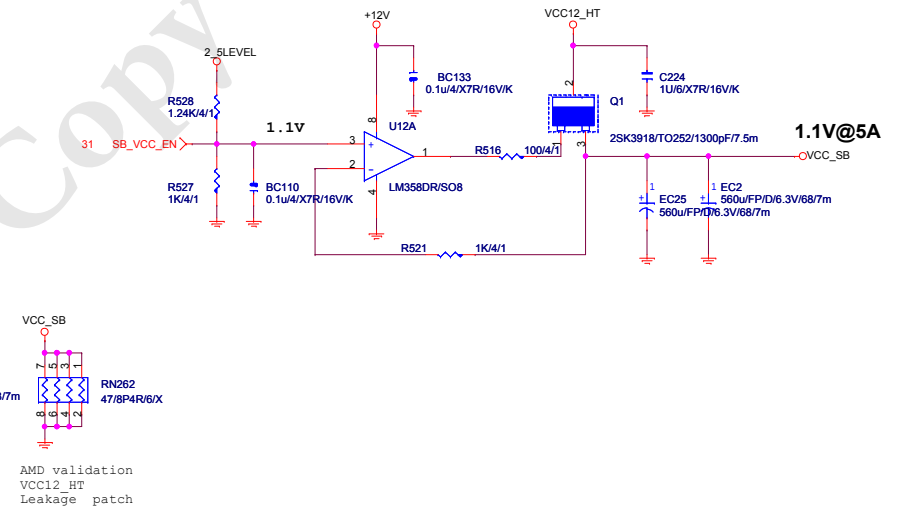 Copy
+12V
VCC12_HT
2_5LEVEL
R528
1.24K/4/1
31 SB_VCC_EN
1.1V
R527
1K/4/1
BC110
0.1u/4/X7R/16V/K
BC133
0.1u/4/X7R/16V/K
8
U12A
3
+
2
-
1
4
LM358DR/SO8
R516 100/4/1
2
Q1
1
3
2SK3918/TO252/1300pF/7.5m
C224
1U/6/X7R/16V/K
1.1V@5A
VCC_SB
1
+
EC25
560u/FP/D/6.3V/68/7m
1
+
EC2
560u/FP/D/6.3V/68/7m
R521 1K/4/1
VCC_SB
7 5 3 1
/7m
RN262
47/8P4R/6/X
8 6 4 2
AMD validation
VCC12_HT
Leakage patch